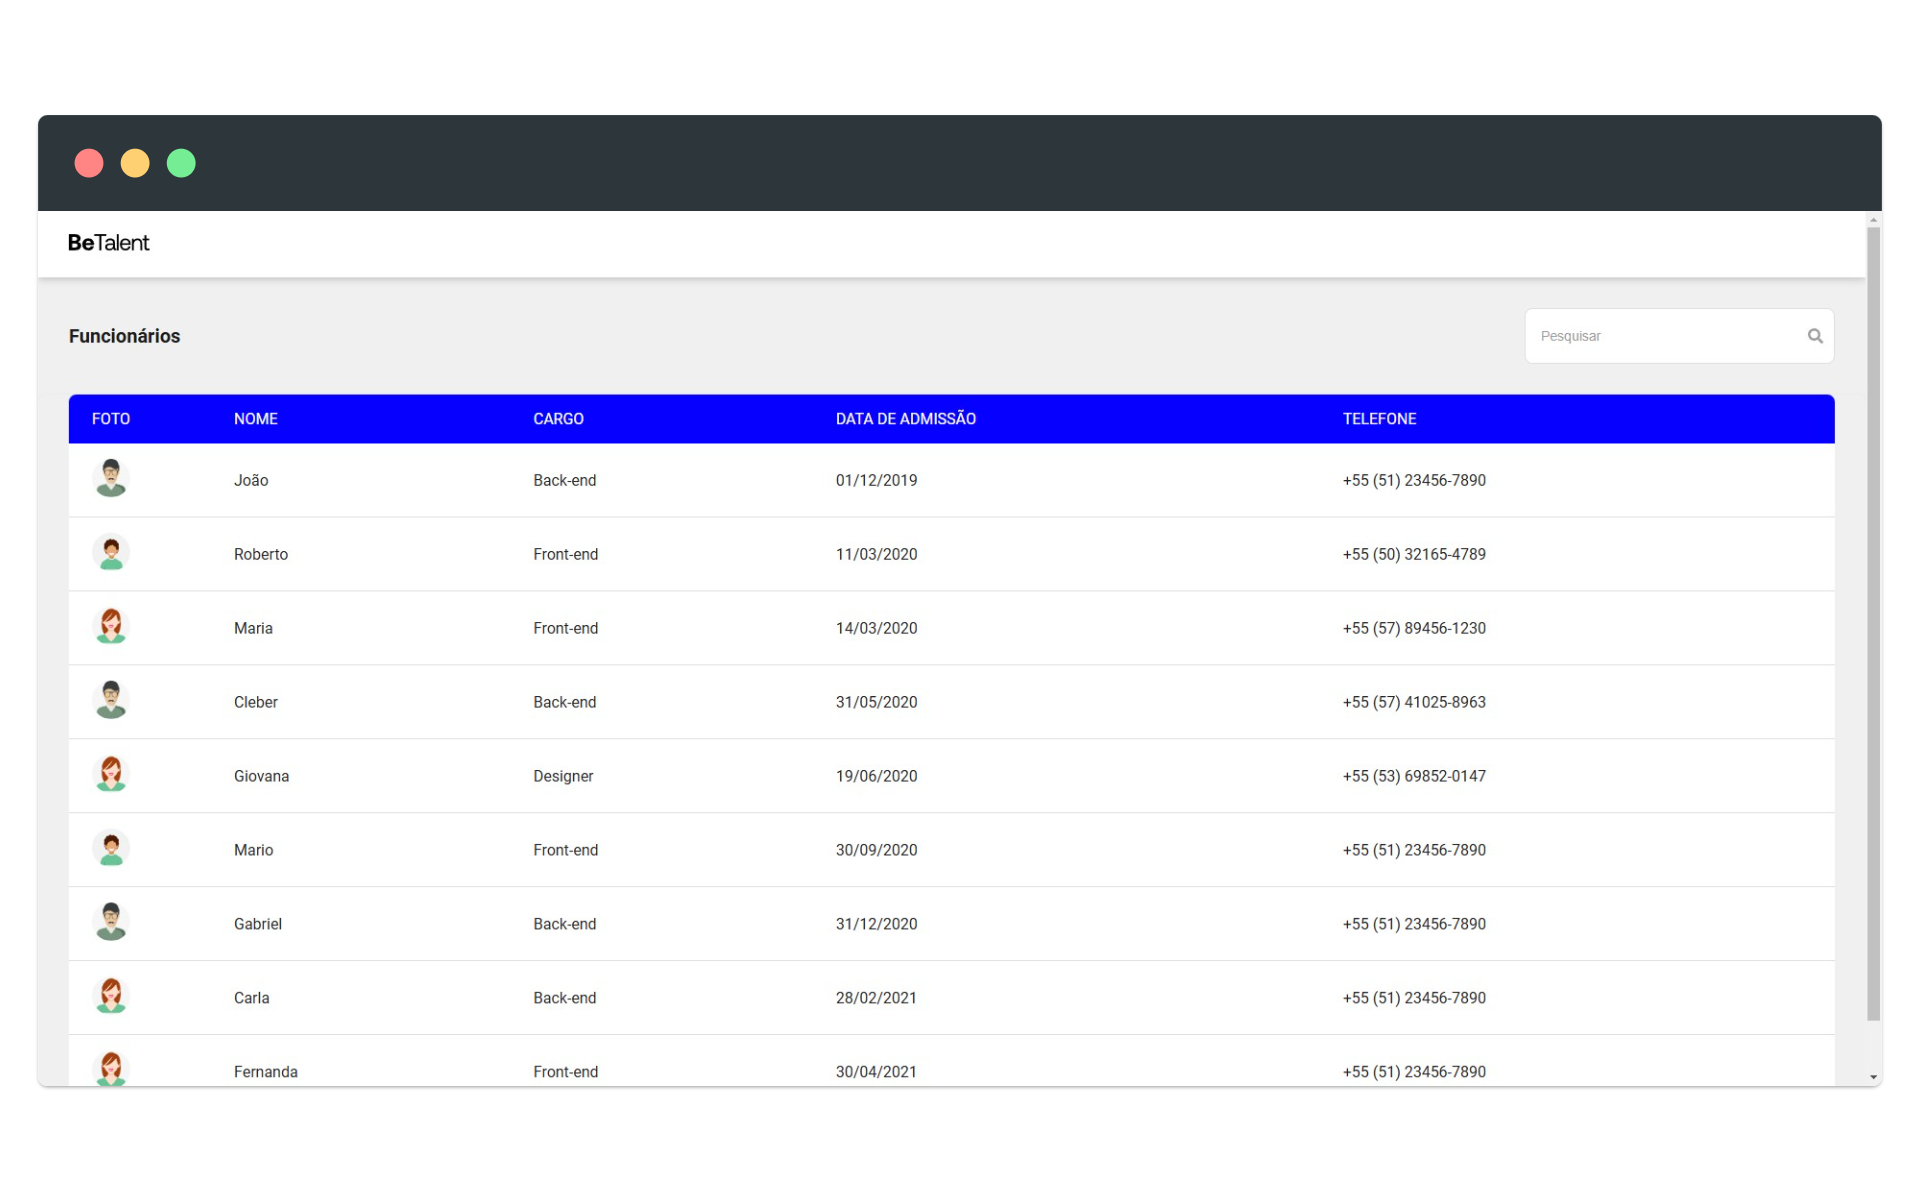 BeTalent
Funcionários
Pesquisar
FOTO NOME CARGO DATA DE ADMISSÃO TELEFONE
João Back-end 01/12/2019 +55 (51) 23456-7890
Roberto Front-end 11/03/2020 +55 (50) 32165-4789
Maria Front-end 14/03/2020 +55 (57) 89456-1230
Cleber Back-end 31/05/2020 +55 (57) 41025-8963
Giovana Designer 19/06/2020 +55 (53) 69852-0147
Mario Front-end 30/09/2020 +55 (51) 23456-7890
Gabriel Back-end 31/12/2020 +55 (51) 23456-7890
Carla Back-end 28/02/2021 +55 (51) 23456-7890
Fernanda Front-end 30/04/2021 +55 (51) 23456-7890